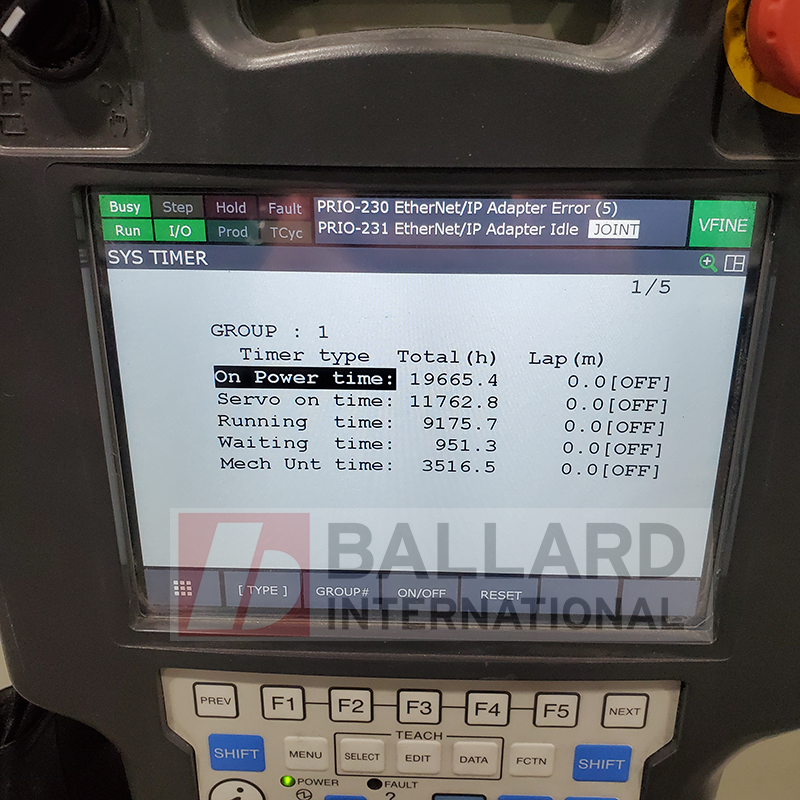 FF ON
Busy Step Hold Fault PRIO-230 EtherNet/IP Adapter Error (5)
Run I/O Prod TCyc PRIO-231 EtherNet/IP Adapter Idle JOINT VFINE
SYS TIMER
1/5
GROUP : 1
Timer type Total(h) Lap(m)
On Power time: 19665.4 0.0[OFF]
Servo on time: 11762.8 0.0[OFF]
Running time: 9175.7 0.0[OFF]
Waiting time: 951.3 0.0[OFF]
Mech Unt time: 3516.5 0.0[OFF]
BALLARD
INTERNATIONAL
[ TYPE ] GROUP# ON/OFF RESET
PREV F1 F2 F3 F4 F5 NEXT
TEACH
SHIFT MENU SELECT EDIT DATA FCTN SHIFT
POWER FAULT
i ?